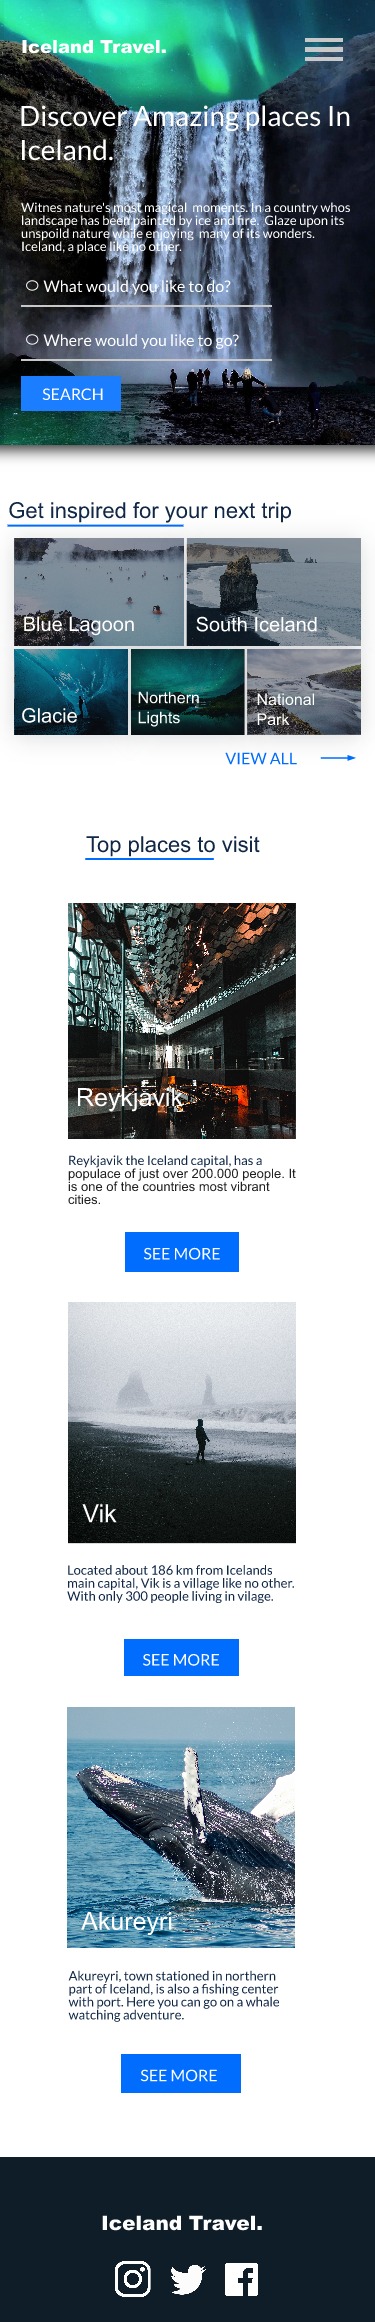 Iceland Travel.
Discover Amazing places In
Iceland.
Witnes nature's most magical moments. In a country whos
landscape has been painted by ice and fire. Glaze upon its
unspoild nature while enjoying many of its wonders.
Iceland, a place like no other.
What would you like to do?
Where would you like to go?
SEARCH
Get inspired for your next trip
Blue Lagoon
South Iceland
Glacie
Northern
Lights
National
Park
VIEW ALL
Top places to visit
Reykjavik
Reykjavik the Iceland capital, has a
populace of just over 200.000 people. It
is one of the countries most vibrant
cities.
SEE MORE
Vik
Located about 186 km from Icelands
main capital, Vik is a village like no other.
With only 300 people living in vilage.
SEE MORE
Akureyri
Akureyri, town stationed in northern
part of Iceland, is also a fishing center
with port. Here you can go on a whale
watching adventure.
SEE MORE
Iceland Travel.